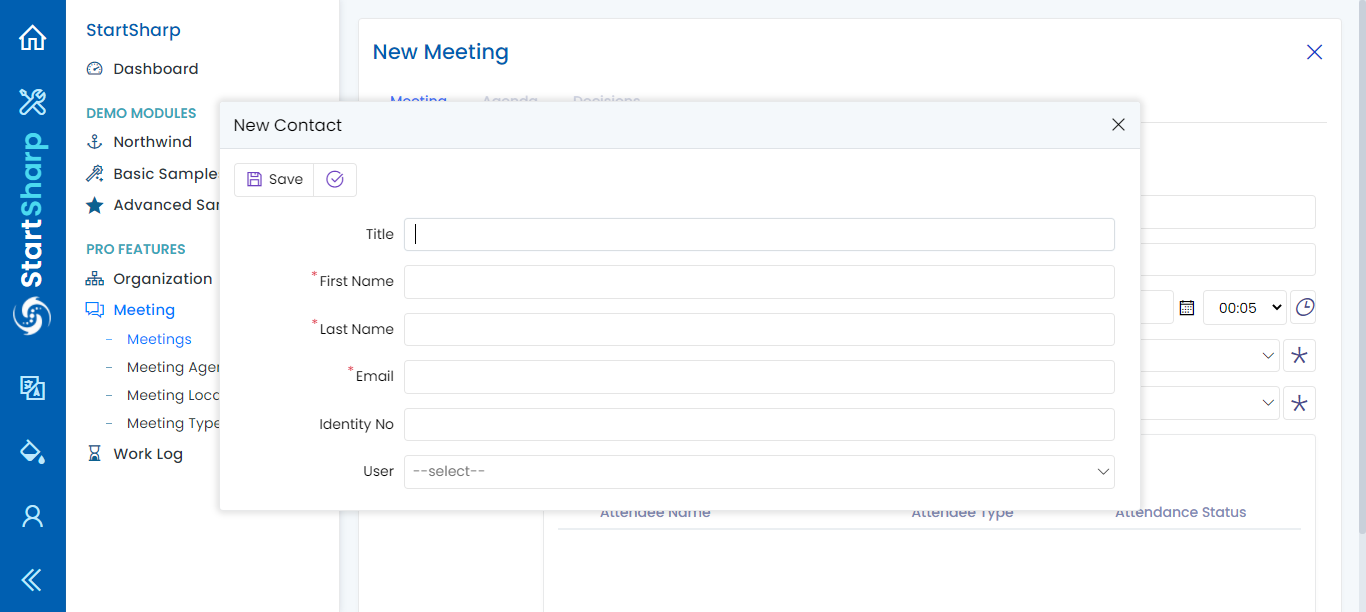 StartSharp
StartSharp
Dashboard
DEMO MODULES
Northwind
Basic Sample
Advanced Sar
PRO FEATURES
Organization
Meeting
Meetings
Meeting Ager
Meeting Loca
Meeting Type
Work Log
New Meeting
Meeting Agenda Decisions
New Contact
Save
Title
*First Name
*Last Name
*Email
Identity No
User --select--
00:05
Attendee Name Attendee Type Attendance Status